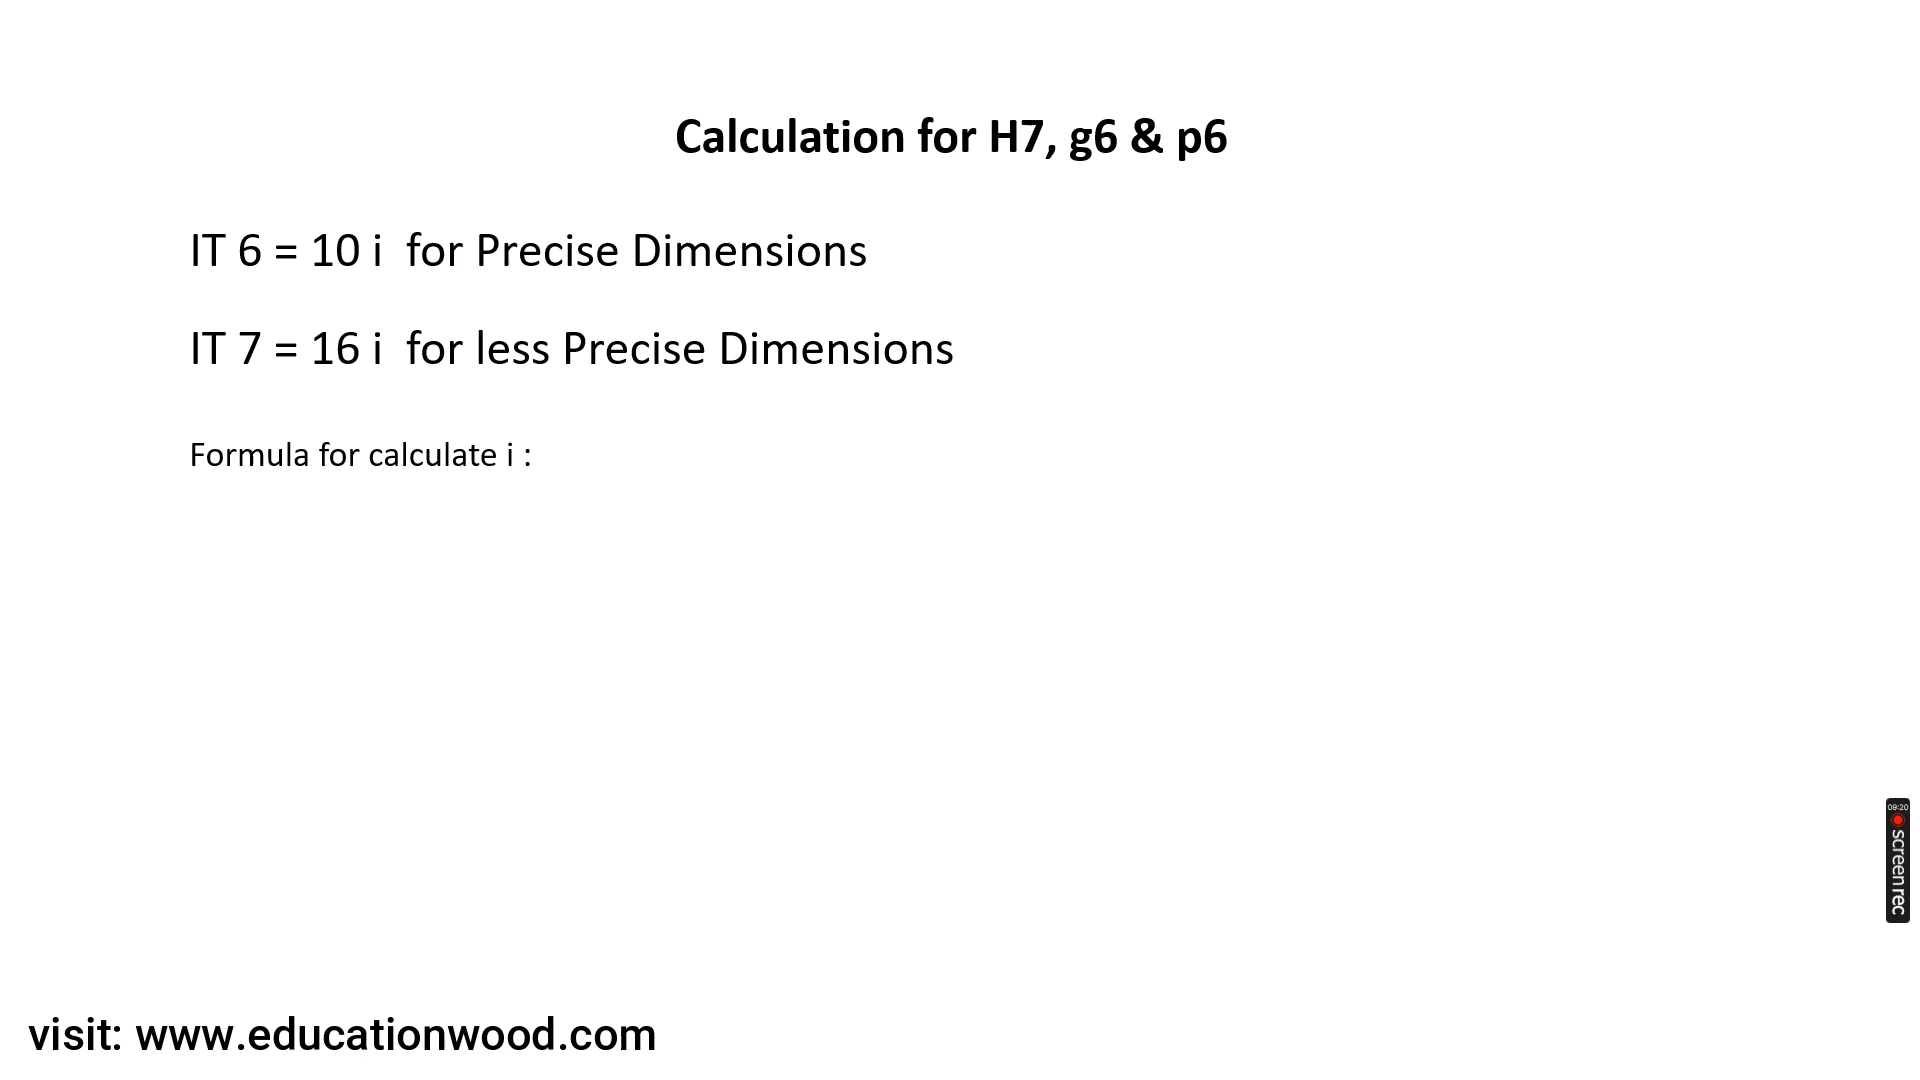 Calculation for H7, g6 & p6
IT 6 = 10 i for Precise Dimensions
IT 7 = 16 i for less Precise Dimensions
Formula for calculate i :
09:20
screenrec
visit: www.educationwood.com